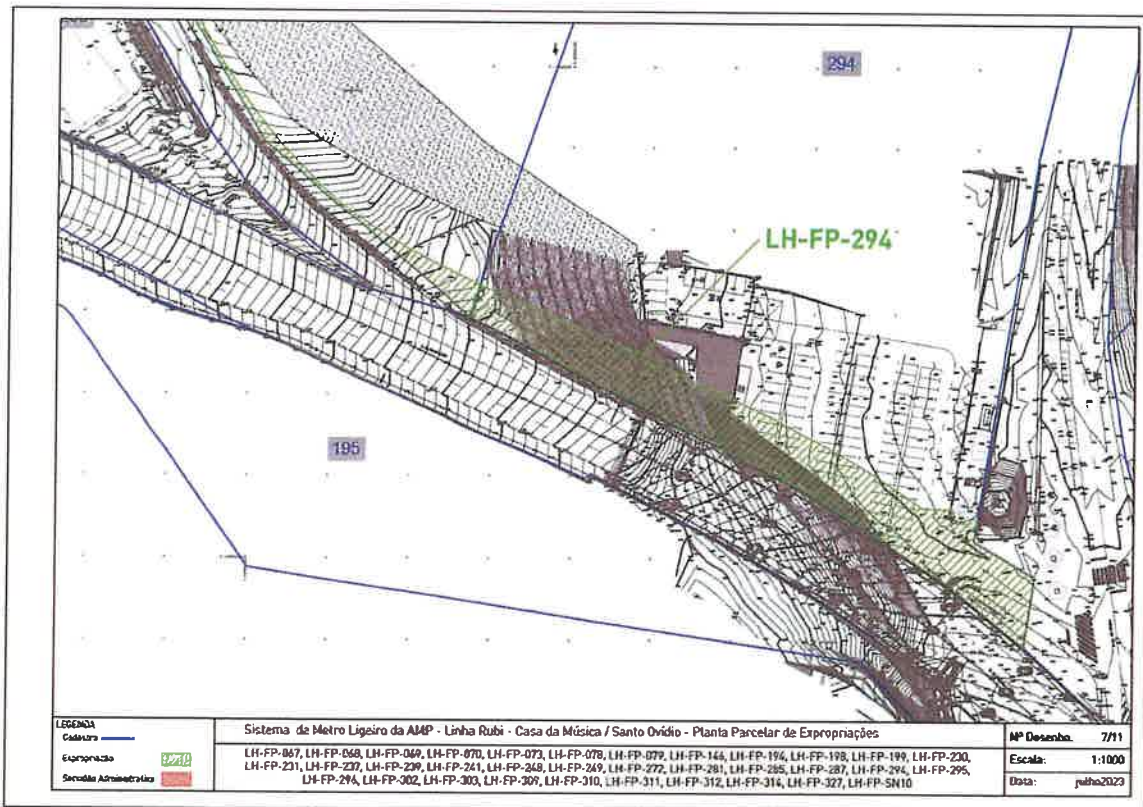 294
LH-FP-294
195
LEGENDA
Cadastro
Expropriação
Servidão Administrativa
Sistema de Metro Ligeiro da AMP - Linha Rubi - Casa da Música / Santo Ovídio - Planta Parcelar de Expropriações
LH-FP-067, LH-FP-068, LH-FP-069, LH-FP-070, LH-FP-073, LH-FP-078, LH-FP-079, LH-FP-146, LH-FP-194, LH-FP-198, LH-FP-199, LH-FP-230,
LH-FP-231, LH-FP-237, LH-FP-239, LH-FP-241, LH-FP-248, LH-FP-249, LH-FP-272, LH-FP-281, LH-FP-285, LH-FP-287, LH-FP-294, LH-FP-295,
LH-FP-296, LH-FP-302, LH-FP-303, LH-FP-309, LH-FP-310, LH-FP-311, LH-FP-312, LH-FP-314, LH-FP-327, LH-FP-SN10
Nº Desenho. 7/11
Escala: 1:1000
Data: julho2023